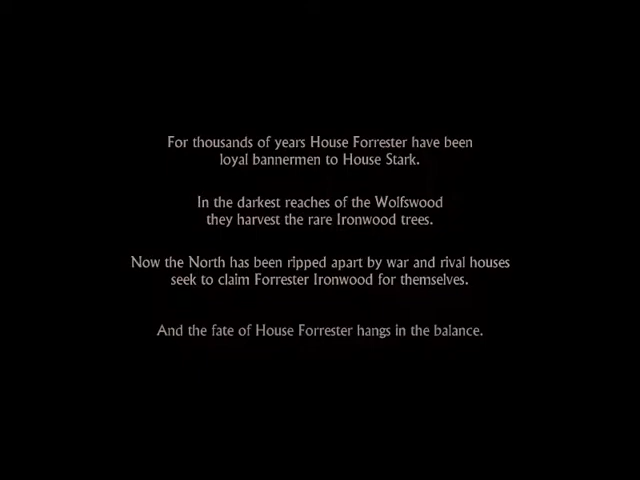 For thousands of years House Forrester have been
loyal bannermen to House Stark.
In the darkest reaches of the Wolfswood
they harvest the rare Ironwood trees.
Now the North has been ripped apart by war and rival houses
seek to claim Forrester Ironwood for themselves.
And the fate of House Forrester hangs in the balance.